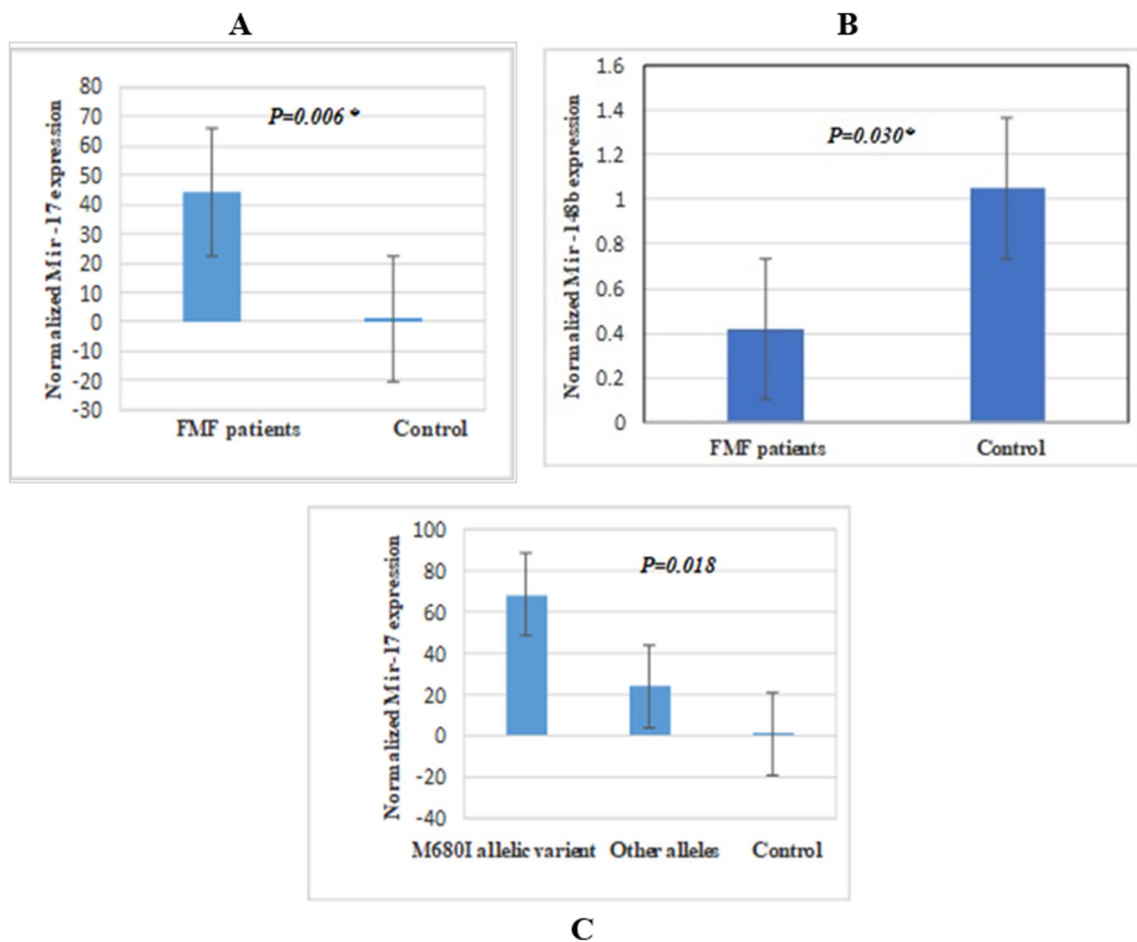 A
Normalized Mir-17 expression
80
70
60
50
40
30
20
10
0
-10
-20
-30
P=0.006 *
FMF patients Control
B
Normalized Mir-148b expression
1.6
1.4
1.2
1
0.8
0.6
0.4
0.2
0
P=0.030*
FMF patients Control
Normalized Mir-17 expression
100
80
60
40
20
0
-20
-40
P=0.018
M680I allelic varient Other alleles Control
C